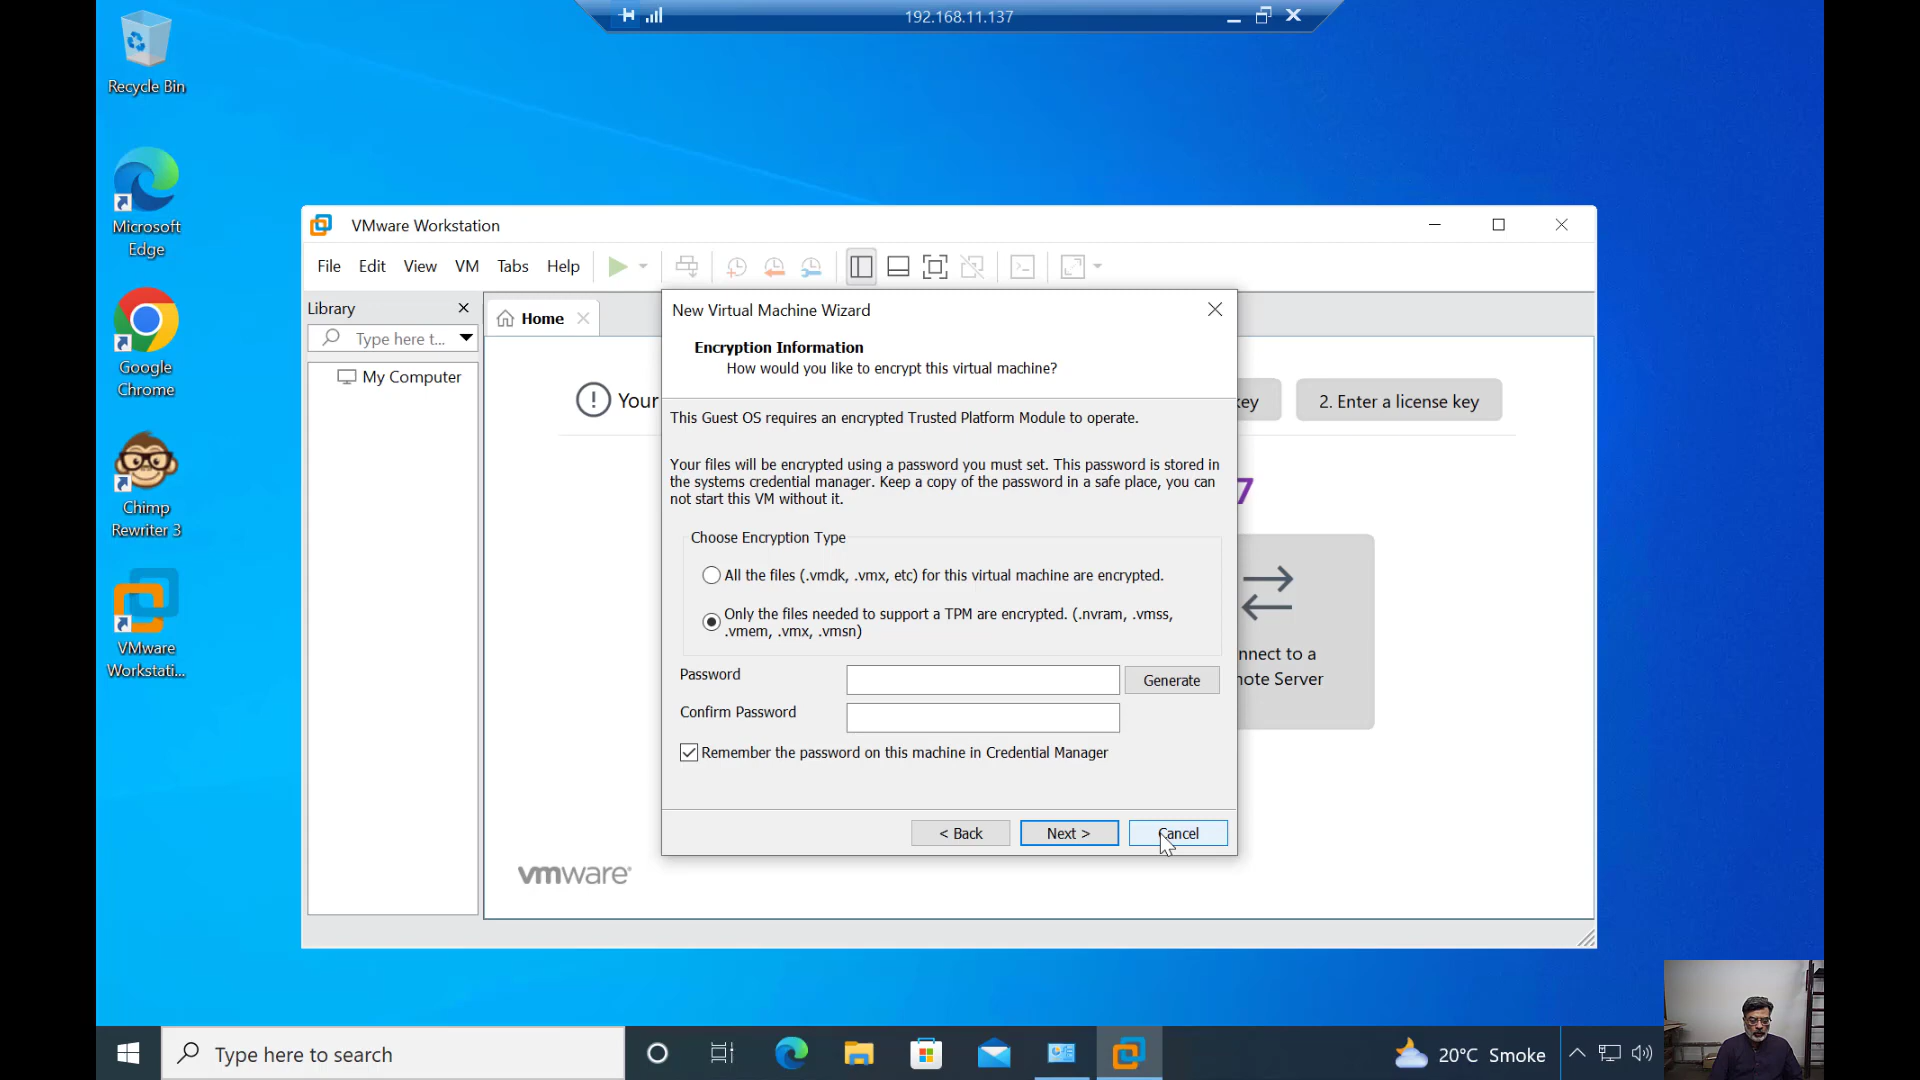 192.168.11.137
Recycle Bin
Microsoft
Edge
Google
Chrome
Chimp
Rewriter 3
VMware
Workstati...
VMware Workstation
File Edit View VM Tabs Help
Library
Type here t...
My Computer
Home
Your
ey
2. Enter a license key
7
nnect to a
ote Server
vmware
New Virtual Machine Wizard
Encryption Information
How would you like to encrypt this virtual machine?
This Guest OS requires an encrypted Trusted Platform Module to operate.
Your files will be encrypted using a password you must set. This password is stored in
the systems credential manager. Keep a copy of the password in a safe place, you can
not start this VM without it.
Choose Encryption Type
All the files (.vmdk, .vmx, etc) for this virtual machine are encrypted.
Only the files needed to support a TPM are encrypted. (.nvram, .vmss,
.vmem, .vmx, .vmsn)
Password
Generate
Confirm Password
Remember the password on this machine in Credential Manager
< Back Next > Cancel
Type here to search
20°C Smoke